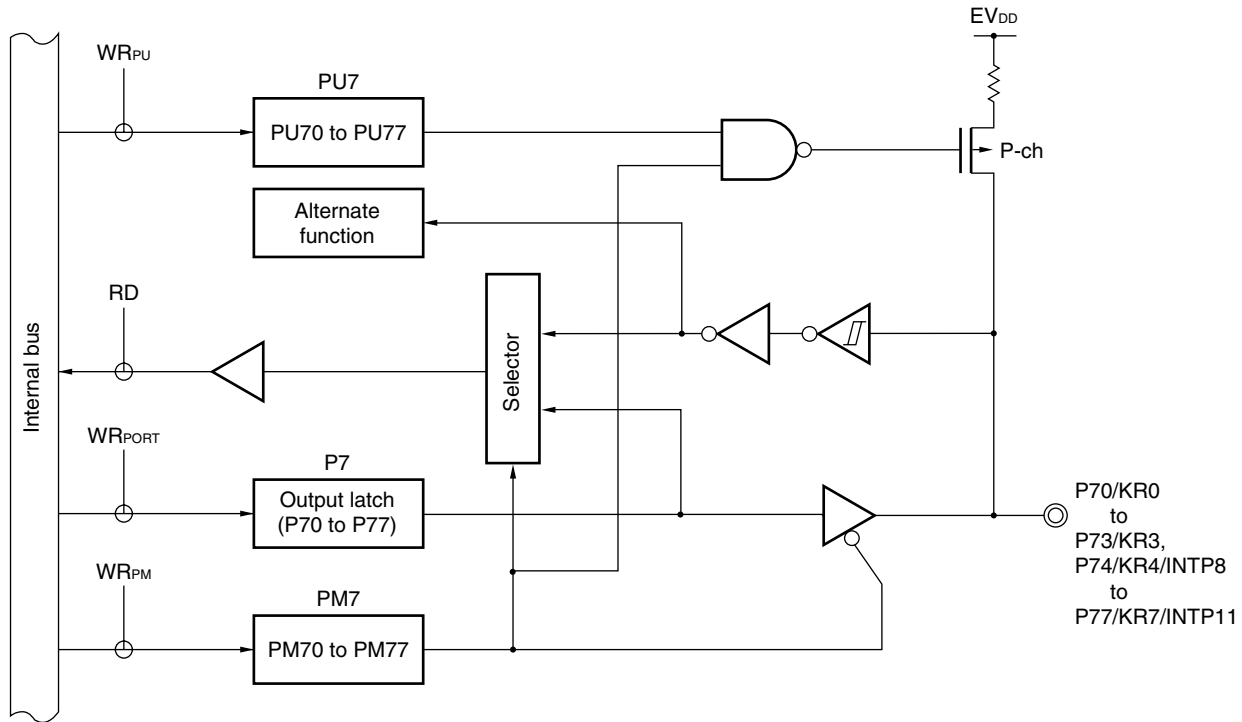 EVDD
WRPU
PU7
PU70 to PU77
P-ch
Alternate
function
RD
Internal bus
Selector
WRPORT
P7
Output latch
(P70 to P77)
P70/KR0
to
P73/KR3,
P74/KR4/INTP8
to
P77/KR7/INTP11
WRPM
PM7
PM70 to PM77